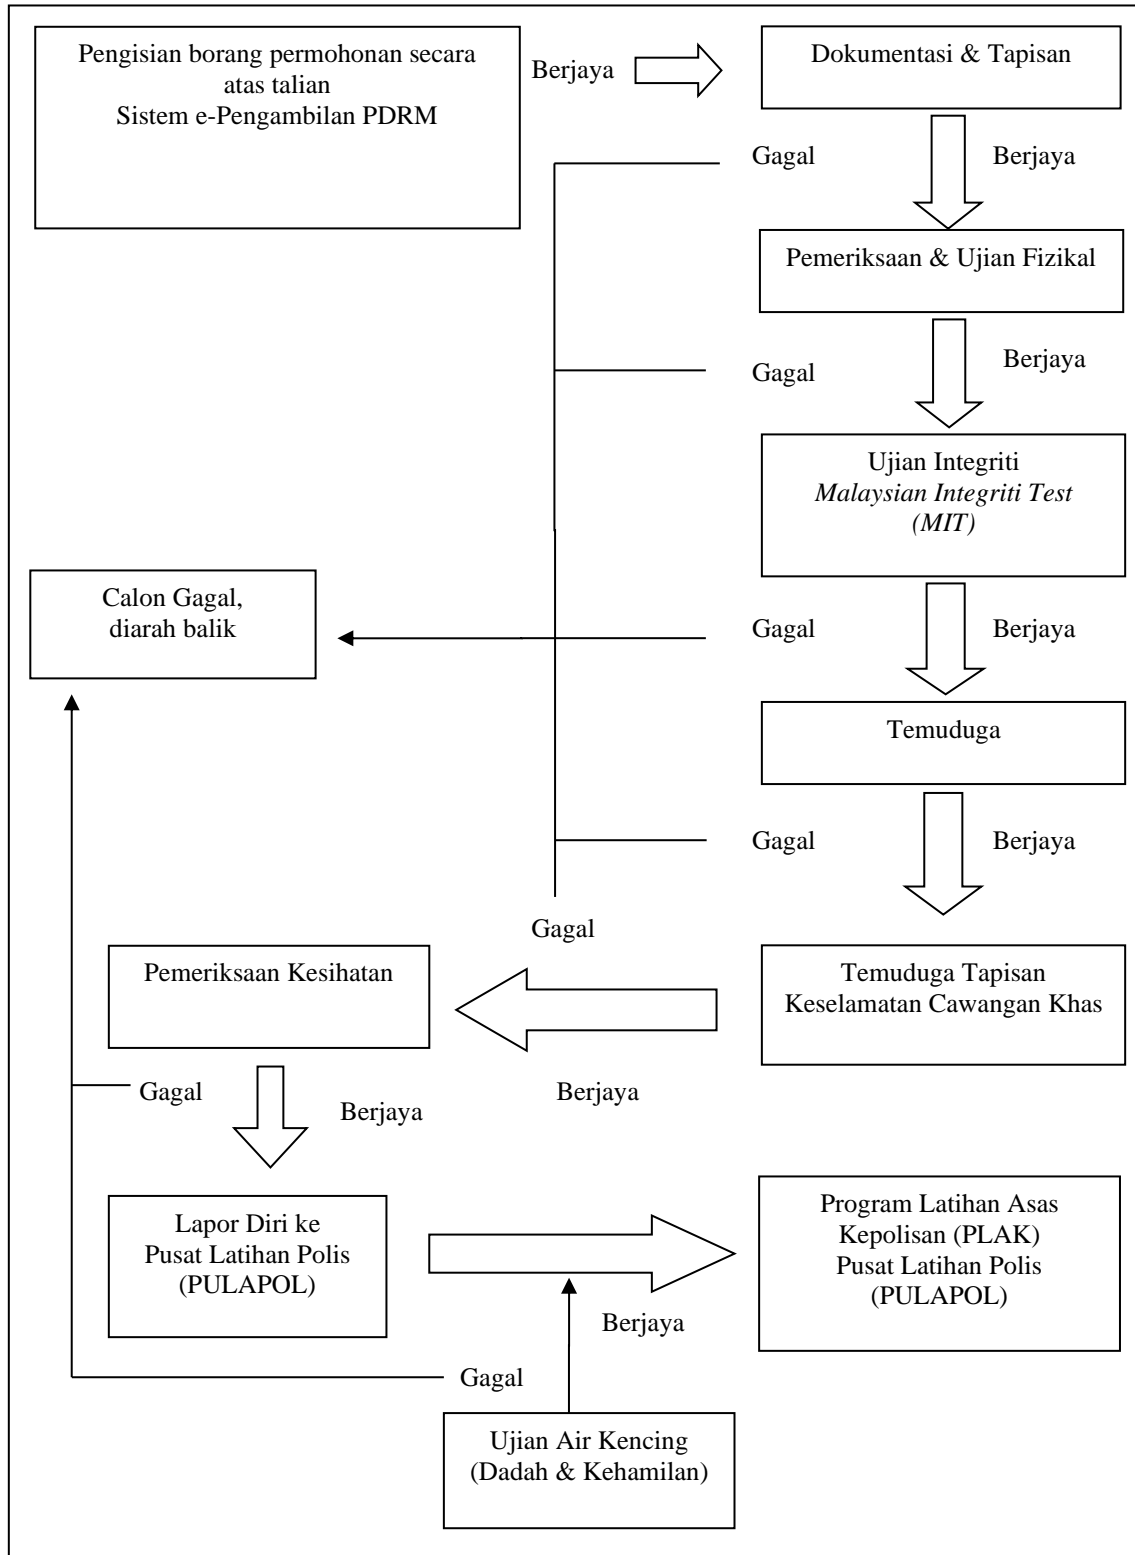 Pengisian borang permohonan secara
atas talian
Sistem e-Pengambilan PDRM
Berjaya
Dokumentasi & Tapisan
Gagal
Berjaya
Pemeriksaan & Ujian Fizikal
Gagal
Berjaya
Ujian Integriti
Malaysian Integriti Test
(MIT)
Calon Gagal,
diarah balik
Gagal
Berjaya
Temuduga
Gagal
Berjaya
Gagal
Temuduga Tapisan
Keselamatan Cawangan Khas
Pemeriksaan Kesihatan
Berjaya
Gagal
Berjaya
Lapor Diri ke
Pusat Latihan Polis
(PULAPOL)
Berjaya
Program Latihan Asas
Kepolisan (PLAK)
Pusat Latihan Polis
(PULAPOL)
Gagal
Ujian Air Kencing
(Dadah & Kehamilan)